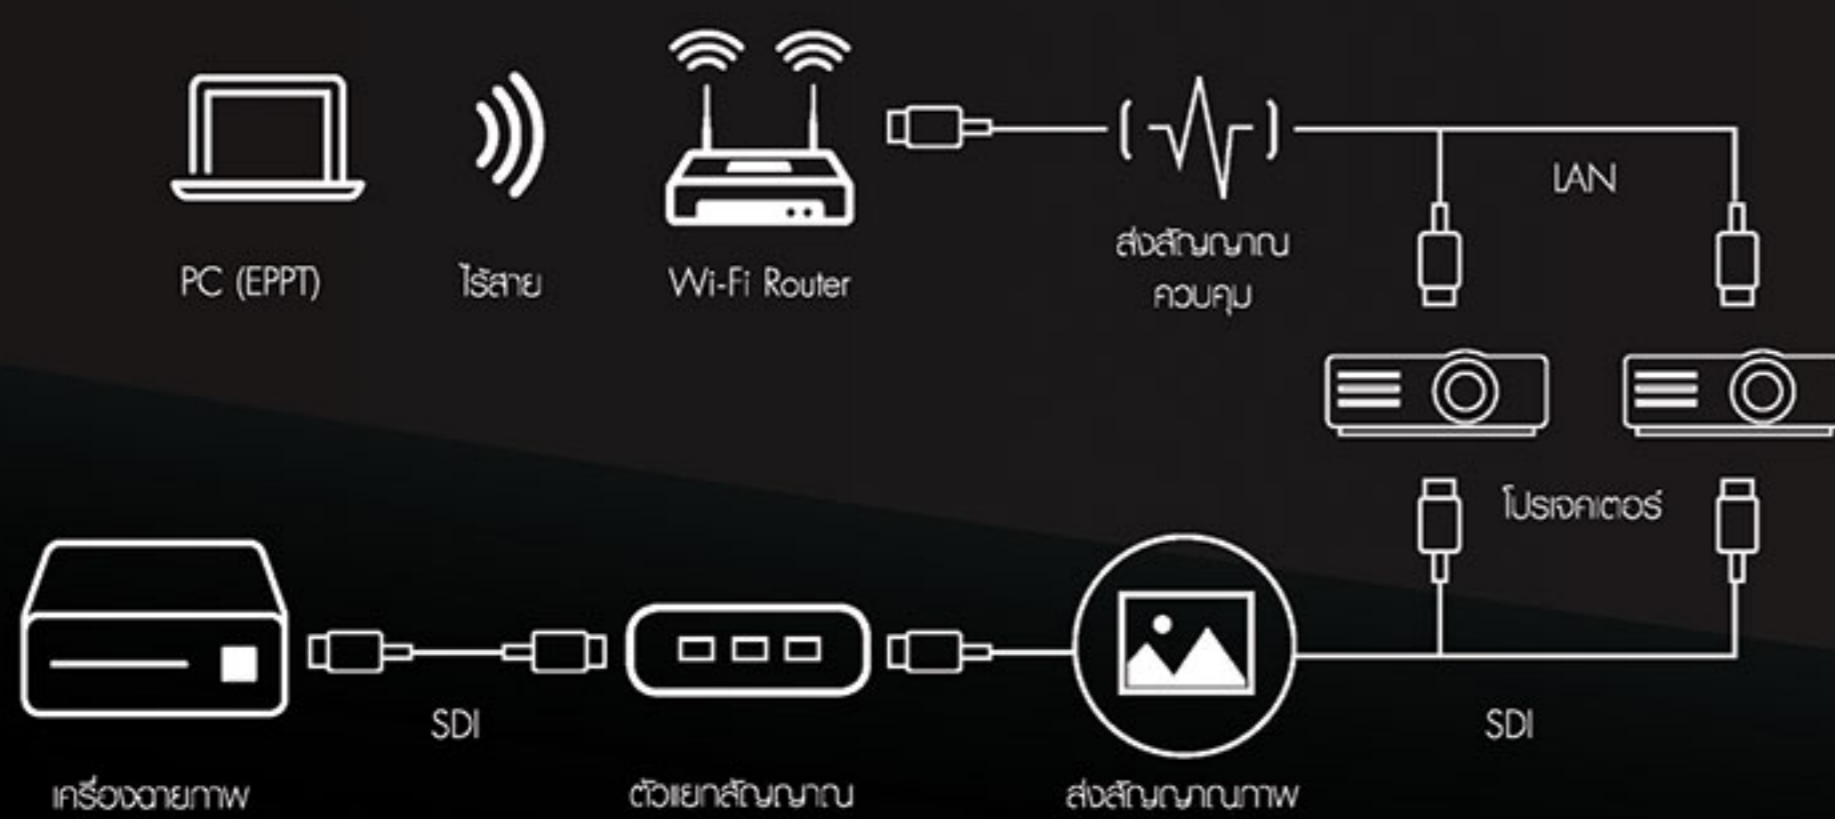 LAN
ส่งสัญญาณ
ควบคุม
PC (EPPT)
ไร้สาย
Wi-Fi Router
โปรเจคเตอร์
SDI
SDI
เครื่องฉายภาพ
ตัวแยกสัญญาณ
ส่งสัญญาณภาพ